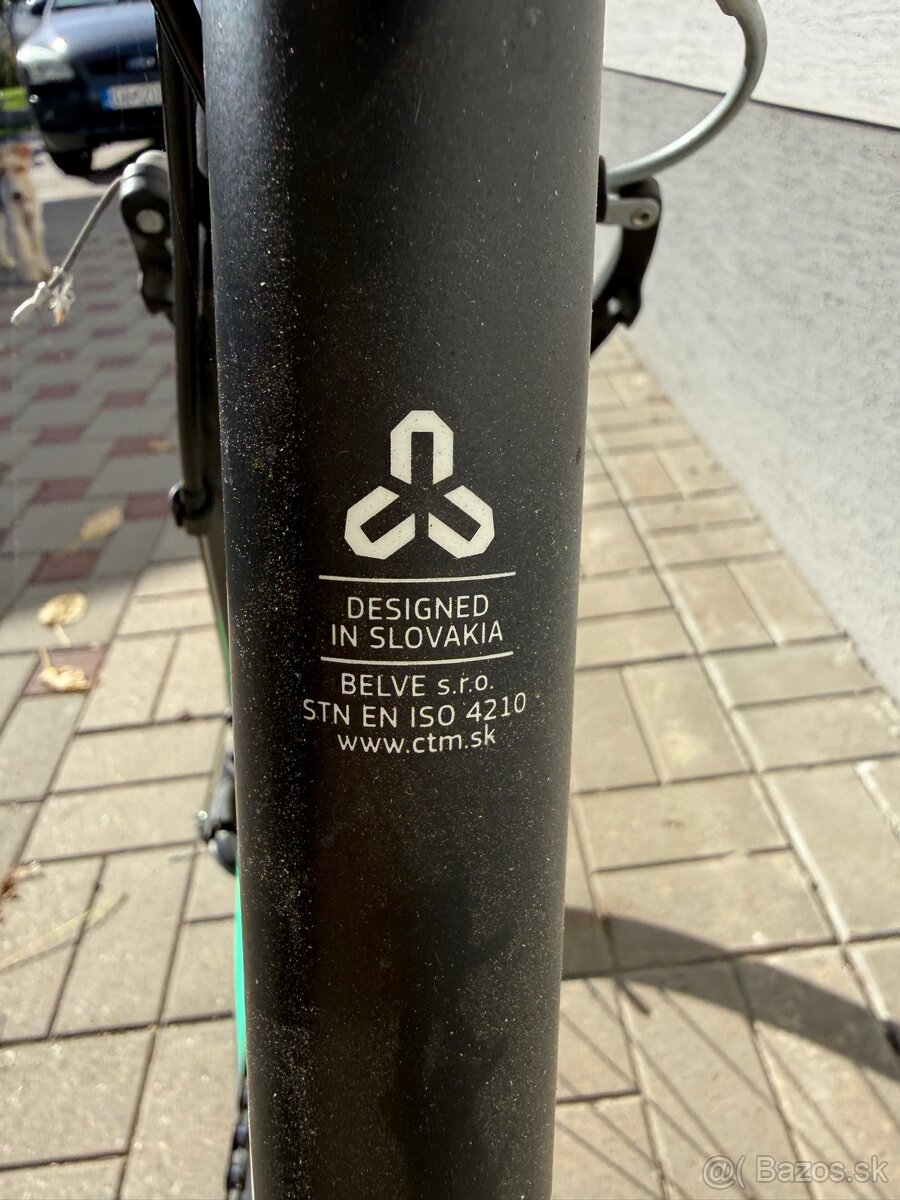 DESIGNED
IN SLOVAKIA
BELVE s.r.o.
STN EN ISO 4210
www.ctm.sk
@( Bazos.sk